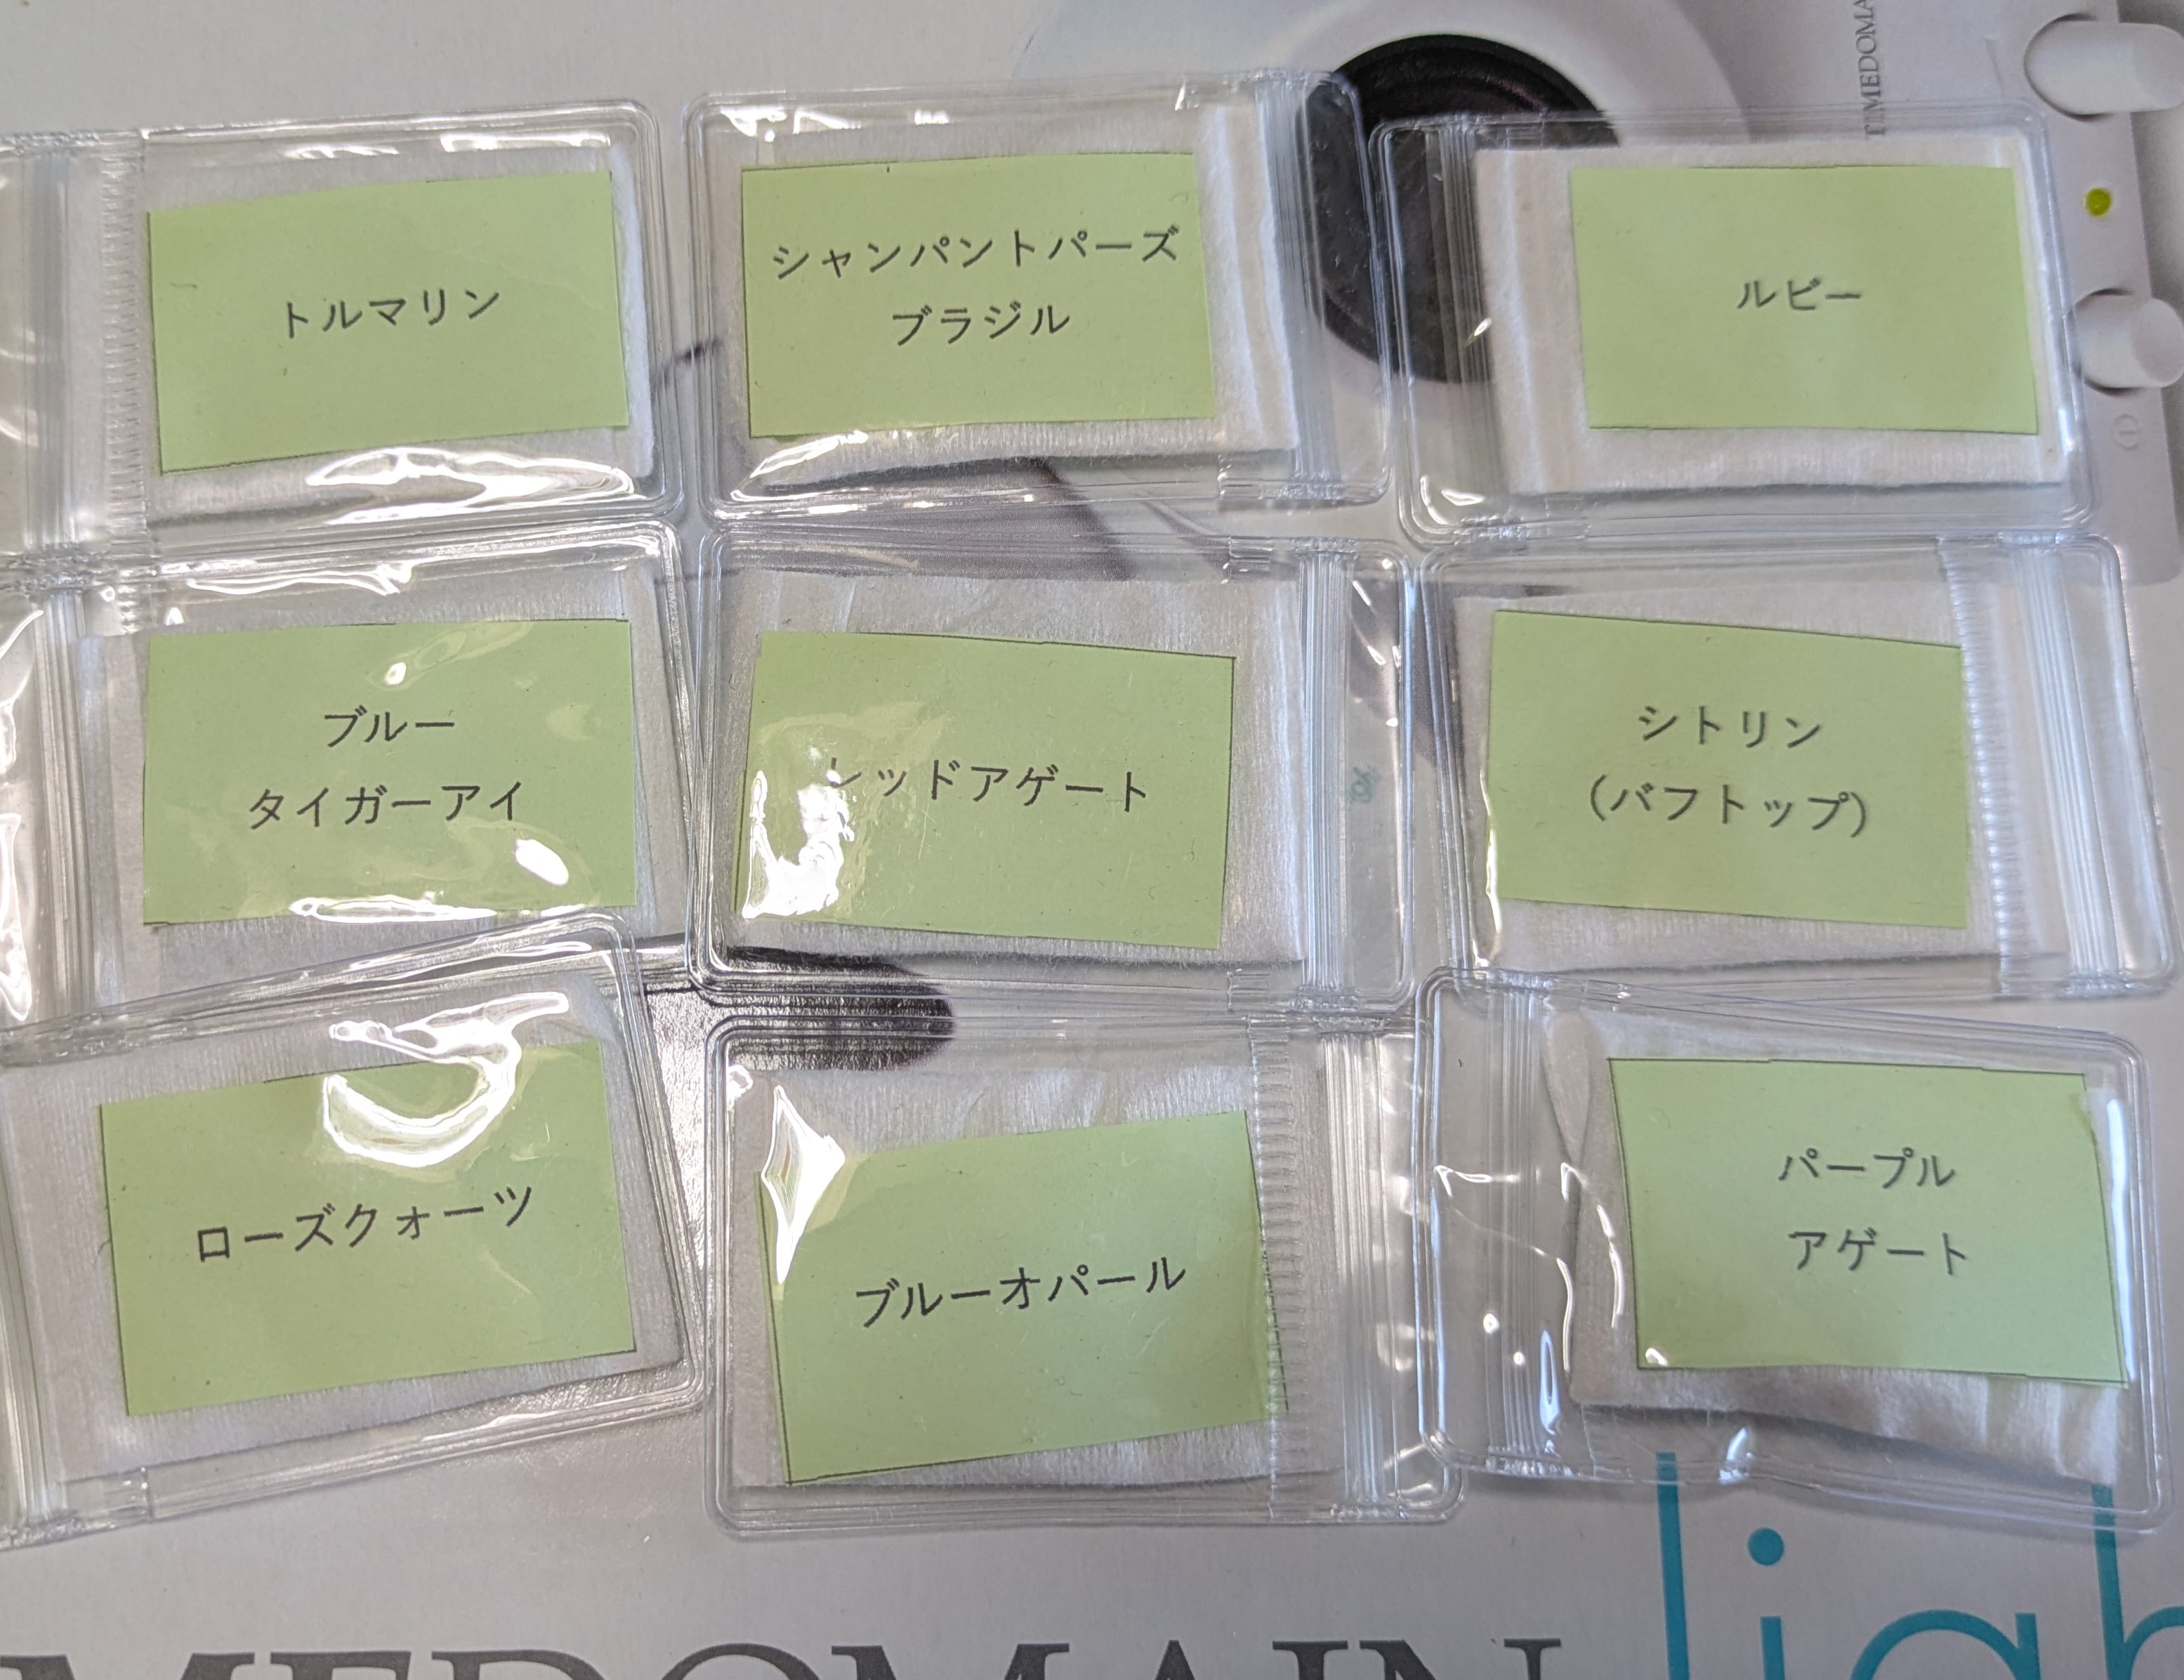 TIMEDOMA
トルマリン
シャンパントパーズ
ブラジル
ルビー
ブルー
タイガーアイ
レッドアゲート
シトリン
(バフトップ)
ローズクォーツ
ブルーオパール
パープル
アゲート
MEDOMAIN
ligh